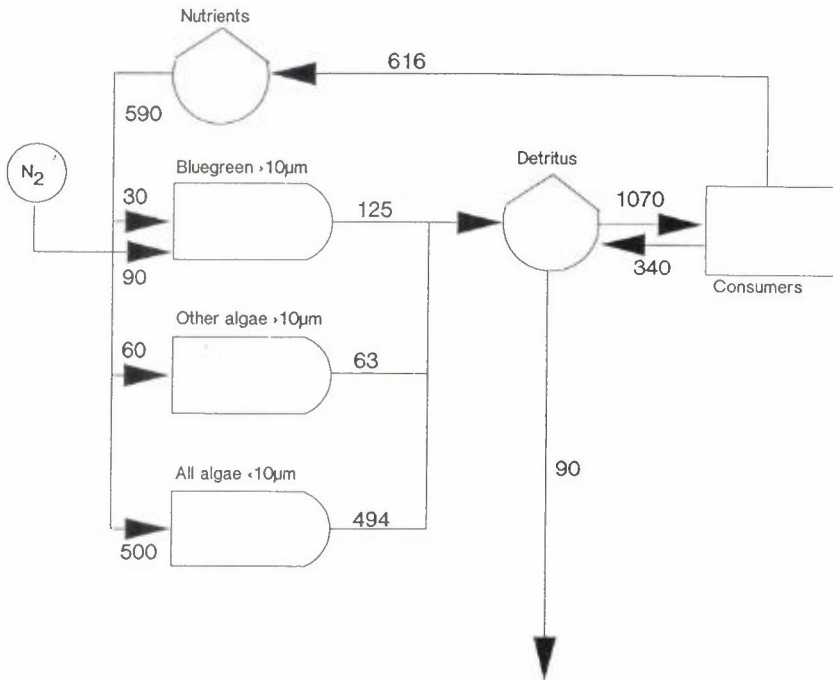 Nutrients
616
590
N2
Bluegreen >10µm
Detritus
30
125
1070
90
340
Consumers
Other algae >10µm
60
63
All algae <10µm
90
494
500